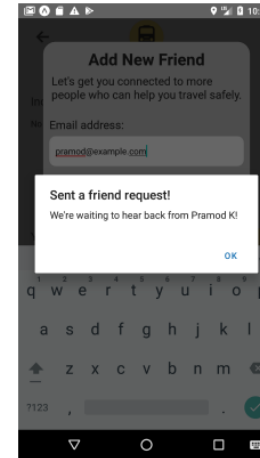 10:
Add New Friend
Let's get you connected to more
people who can help you travel safely.
Email address:
pramod@example.com
Sent a friend request!
We're waiting to hear back from Pramod K!
OK
q w e r t y u i o
a s d f g h j k l
z x c v b n m
?123 , .